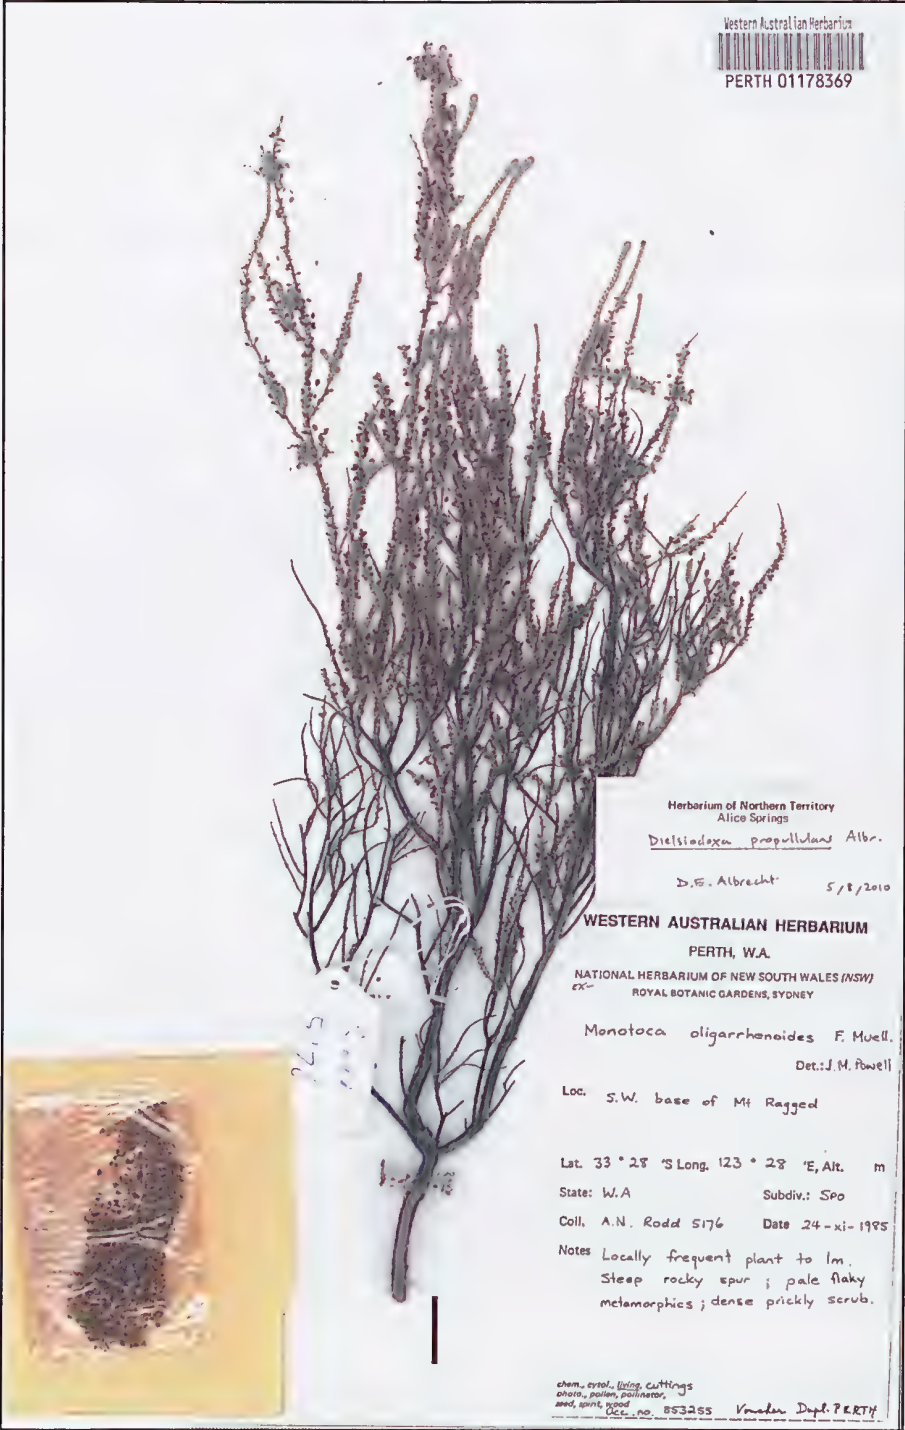 Western Australian Herbarium
PERTH 01178369
Herbarium of Northern Territory
Alice Springs
Dielsiodoxa propullulans Albr.
D.E. Albrecht 5/8/2010
WESTERN AUSTRALIAN HERBARIUM
PERTH, W.A.
NATIONAL HERBARIUM OF NEW SOUTH WALES (NSW)
ex- ROYAL BOTANIC GARDENS, SYDNEY
Monotoca oligarrhenoides F. Muell.
Det.: J.M. Powell
Loc. S.W. base of Mt Ragged
Lat. 33 ° 28 'S Long. 123 ° 28 'E, Alt. m
State: W.A Subdiv.: SPO
Coll. A.N. Rodd 5176 Date 24-xi-1985
Notes Locally frequent plant to 1m.
Steep rocky spur ; pale flaky
metamorphics ; dense prickly scrub.
chem., cytol., living, cuttings
photo., pollen, pollinator,
seed, spirit, wood
Acc. no. 853255 Voucher Dupl. PERTH